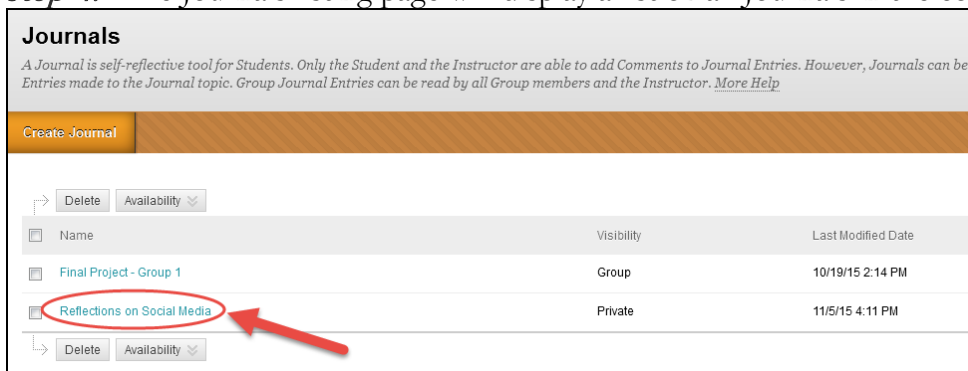 Journals
A Journal is self-reflective tool for Students. Only the Student and the Instructor are able to add Comments to Journal Entries. However, Journals can be
Entries made to the Journal topic. Group Journal Entries can be read by all Group members and the Instructor. More Help
Create Journal
Delete Availability
Name Visibility Last Modified Date
Final Project - Group 1 Group 10/19/15 2:14 PM
Reflections on Social Media Private 11/5/15 4:11 PM
Delete Availability